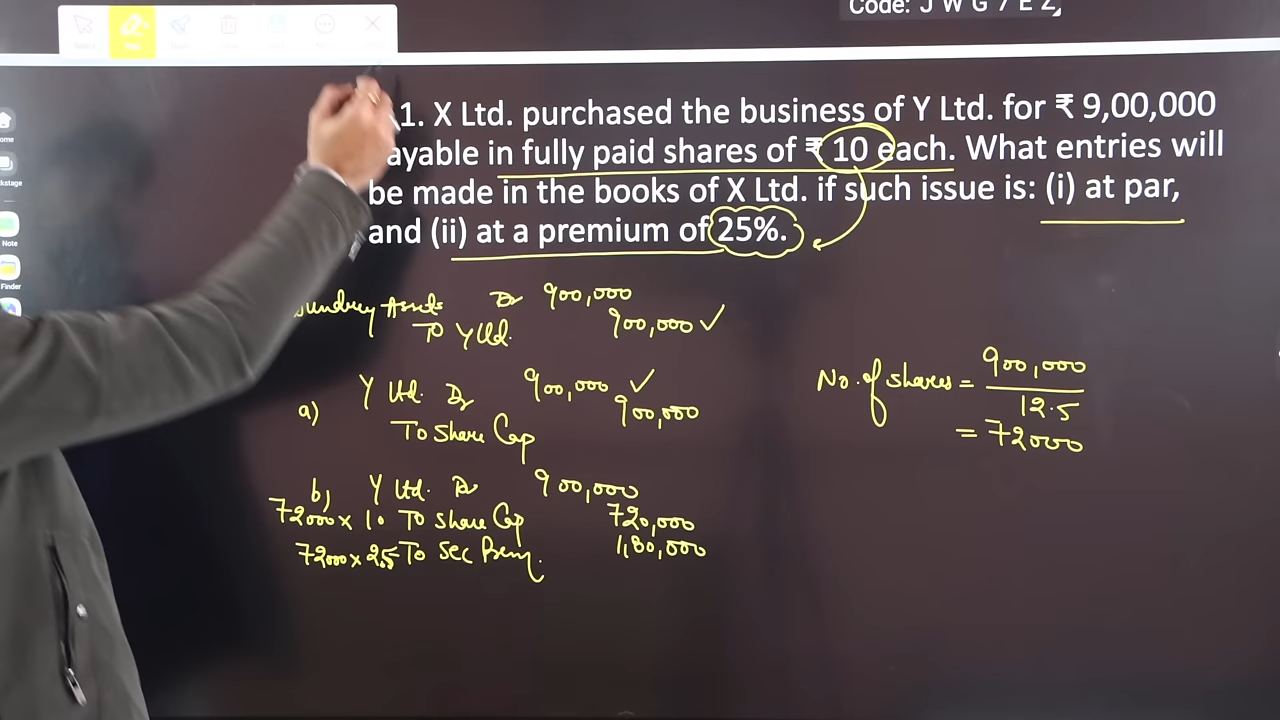 Code: J W G 7 E Z
1. X Ltd. purchased the business of Y Ltd. for ₹ 9,00,000
ayable in fully paid shares of ₹ 10 each. What entries will
be made in the books of X Ltd. if such issue is: (i) at par,
and (ii) at a premium of 25%.
Sundry Assets Dr 900,000
To Y Ltd. 900,000 ✓
a) Y Ltd. Dr 900,000 ✓
To Share Cap 900,000
b) Y Ltd. Dr 900,000
72000 x 10 To Share Cap 720,000
72000 x 2.5 To Sec Prem. 1,80,000
No. of shares = 900,000
12.5
= 72000
ome
ckstage
Note
Finder